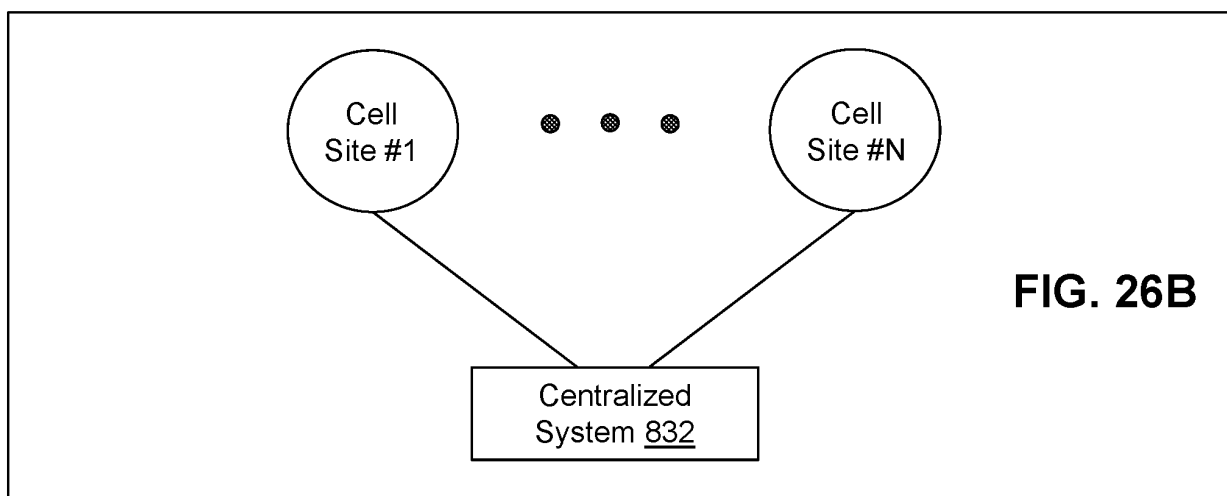 Cell
Site #1
Cell
Site #N
FIG. 26B
Centralized
System 832